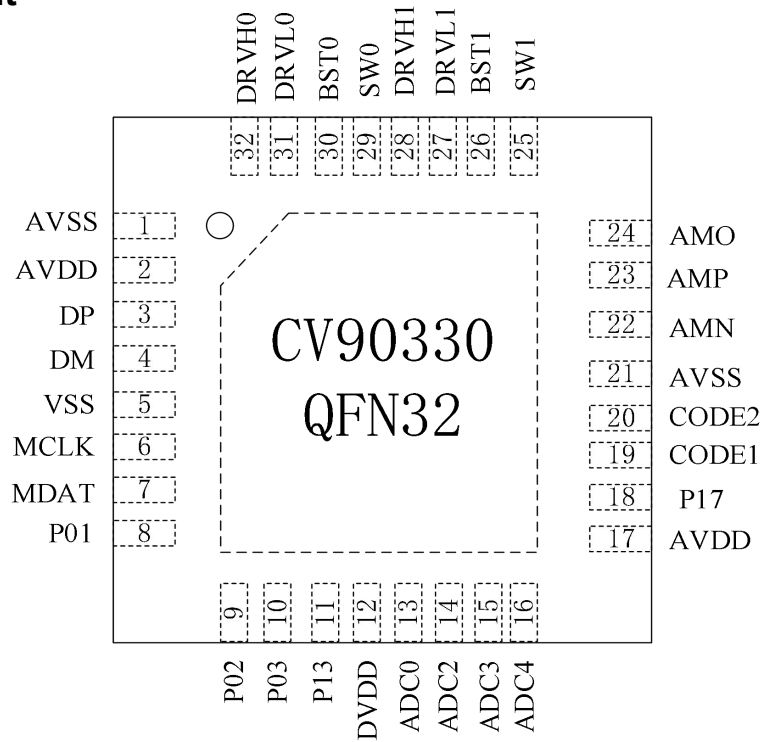 DRVH0
DRVL0
BST0
SW0
DRVH1
DRVL1
BST1
SW1
32
31
30
29
28
27
26
25
AVSS 1
AVDD 2
DP 3
DM 4
VSS 5
MCLK 6
MDAT 7
P01 8
CV90330
QFN32
24 AMO
23 AMP
22 AMN
21 AVSS
20 CODE2
19 CODE1
18 P17
17 AVDD
9
10
11
12
13
14
15
16
P02
P03
P13
DVDD
ADC0
ADC2
ADC3
ADC4